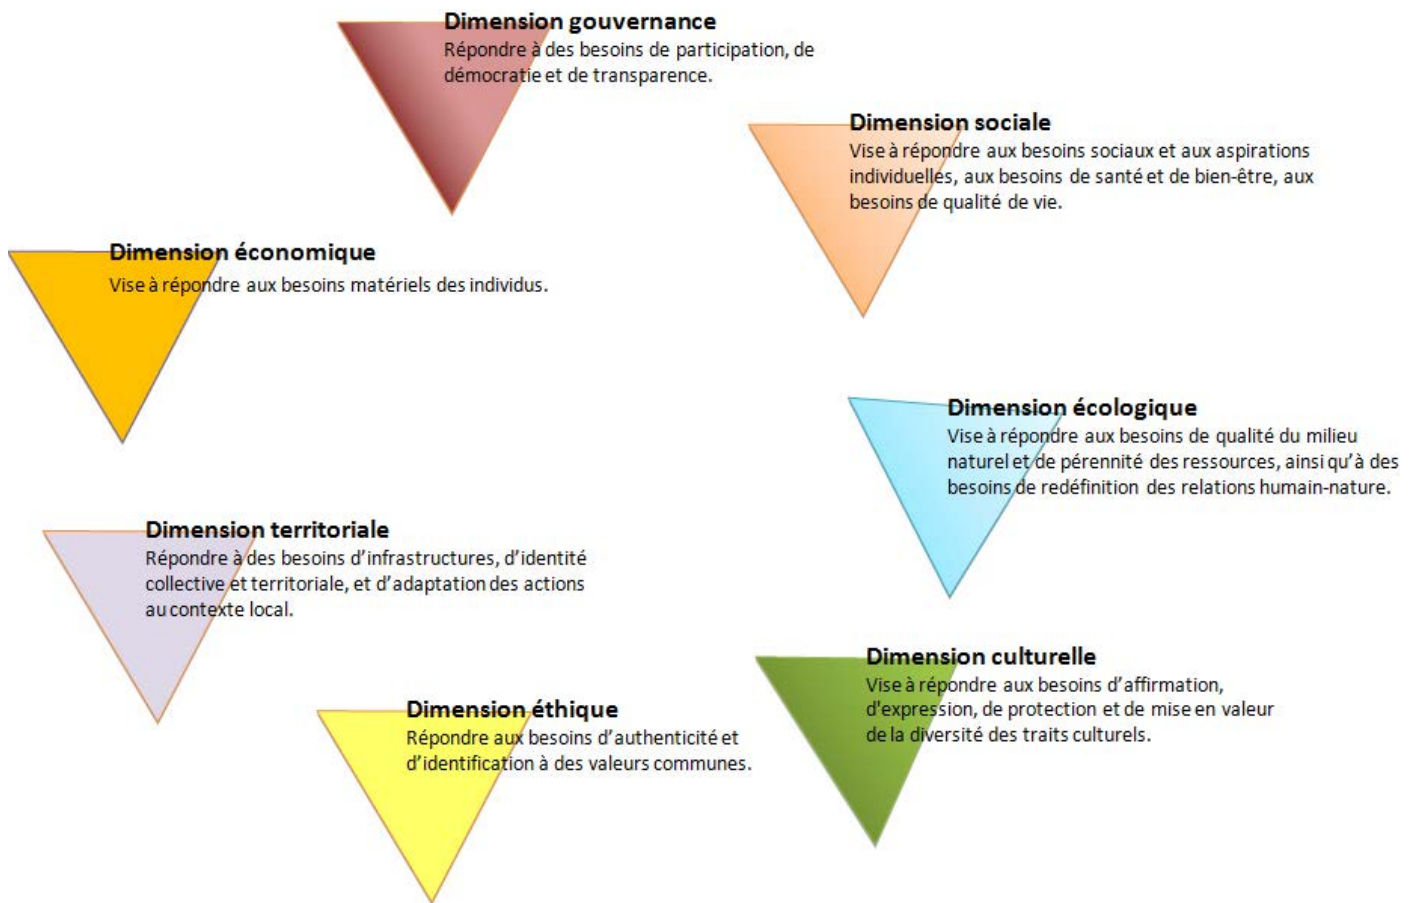 Dimension gouvernance
Répondre à des besoins de participation, de
démocratie et de transparence.
Dimension sociale
Vise à répondre aux besoins sociaux et aux aspirations
individuelles, aux besoins de santé et de bien-être, aux
besoins de qualité de vie.
Dimension économique
Vise à répondre aux besoins matériels des individus.
Dimension écologique
Vise à répondre aux besoins de qualité du milieu
naturel et de pérennité des ressources, ainsi qu’à des
besoins de redéfinition des relations humain-nature.
Dimension territoriale
Répondre à des besoins d’infrastructures, d’identité
collective et territoriale, et d’adaptation des actions
au contexte local.
Dimension culturelle
Vise à répondre aux besoins d’affirmation,
d'expression, de protection et de mise en valeur
de la diversité des traits culturels.
Dimension éthique
Répondre aux besoins d’authenticité et
d’identification à des valeurs communes.